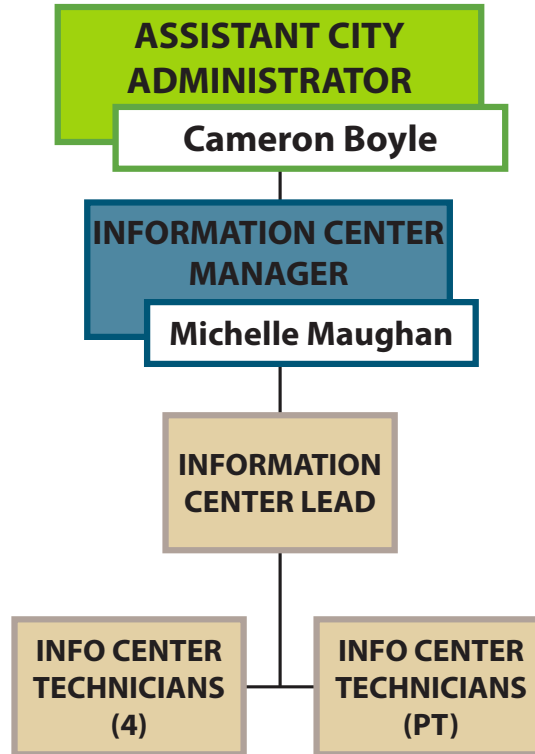 ASSISTANT CITY
ADMINISTRATOR
Cameron Boyle
INFORMATION CENTER
MANAGER
Michelle Maughan
INFORMATION
CENTER LEAD
INFO CENTER
TECHNICIANS
(4)
INFO CENTER
TECHNICIANS
(PT)